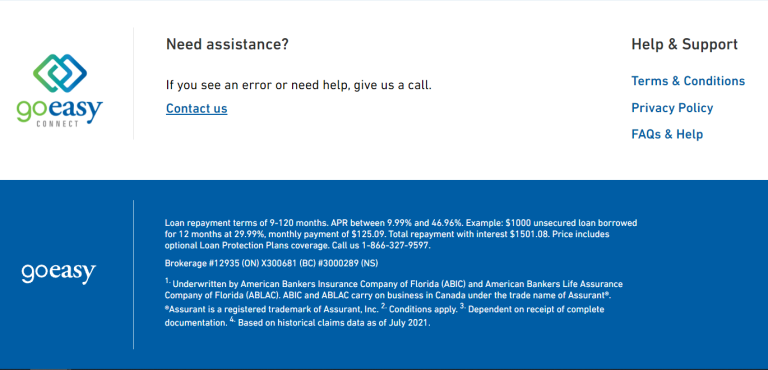 goeasy
CONNECT
Need assistance?
If you see an error or need help, give us a call.
Contact us
Help & Support
Terms & Conditions
Privacy Policy
FAQs & Help
goeasy
Loan repayment terms of 9-120 months. APR between 9.99% and 46.96%. Example: $1000 unsecured loan borrowed
for 12 months at 29.99%, monthly payment of $125.09. Total repayment with interest $1501.08. Price includes
optional Loan Protection Plans coverage. Call us 1-866-327-9597.
Brokerage #12935 (ON) X300681 (BC) #3000289 (NS)
1. Underwritten by American Bankers Insurance Company of Florida (ABIC) and American Bankers Life Assurance
Company of Florida (ABLAC). ABIC and ABLAC carry on business in Canada under the trade name of Assurant®.
®Assurant is a registered trademark of Assurant, Inc. 2. Conditions apply. 3. Dependent on receipt of complete
documentation. 4. Based on historical claims data as of July 2021.